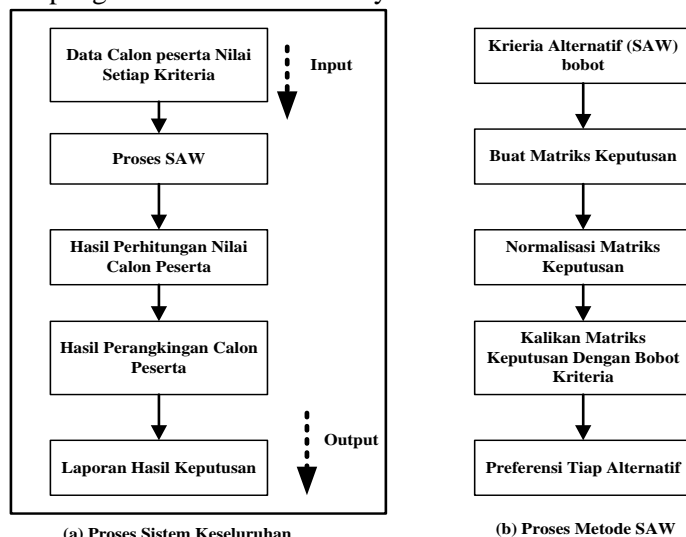 Data Calon peserta Nilai
Setiap Kriteria
Input
Proses SAW
Hasil Perhitungan Nilai
Calon Peserta
Hasil Perangkingan Calon
Peserta
Laporan Hasil Keputusan
Output
(a) Proses Sistem Keseluruhan
Krieria Alternatif (SAW)
bobot
Buat Matriks Keputusan
Normalisasi Matriks
Keputusan
Kalikan Matriks
Keputusan Dengan Bobot
Kriteria
Preferensi Tiap Alternatif
(b) Proses Metode SAW